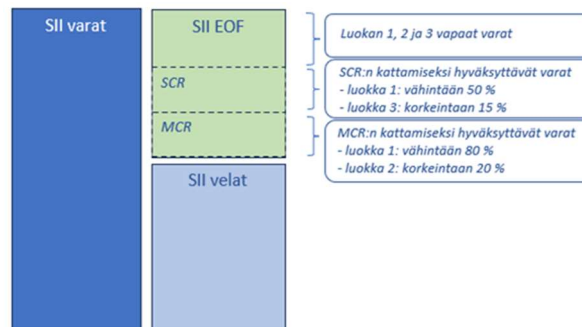 SII varat
SII EOF
SCR
MCR
SII velat
Luokan 1, 2 ja 3 vapaat varat
SCR:n kattamiseksi hyväksyttävät varat
- luokka 1: vähintään 50 %
- luokka 3: korkeintaan 15 %
MCR:n kattamiseksi hyväksyttävät varat
- luokka 1: vähintään 80 %
- luokka 2: korkeintaan 20 %